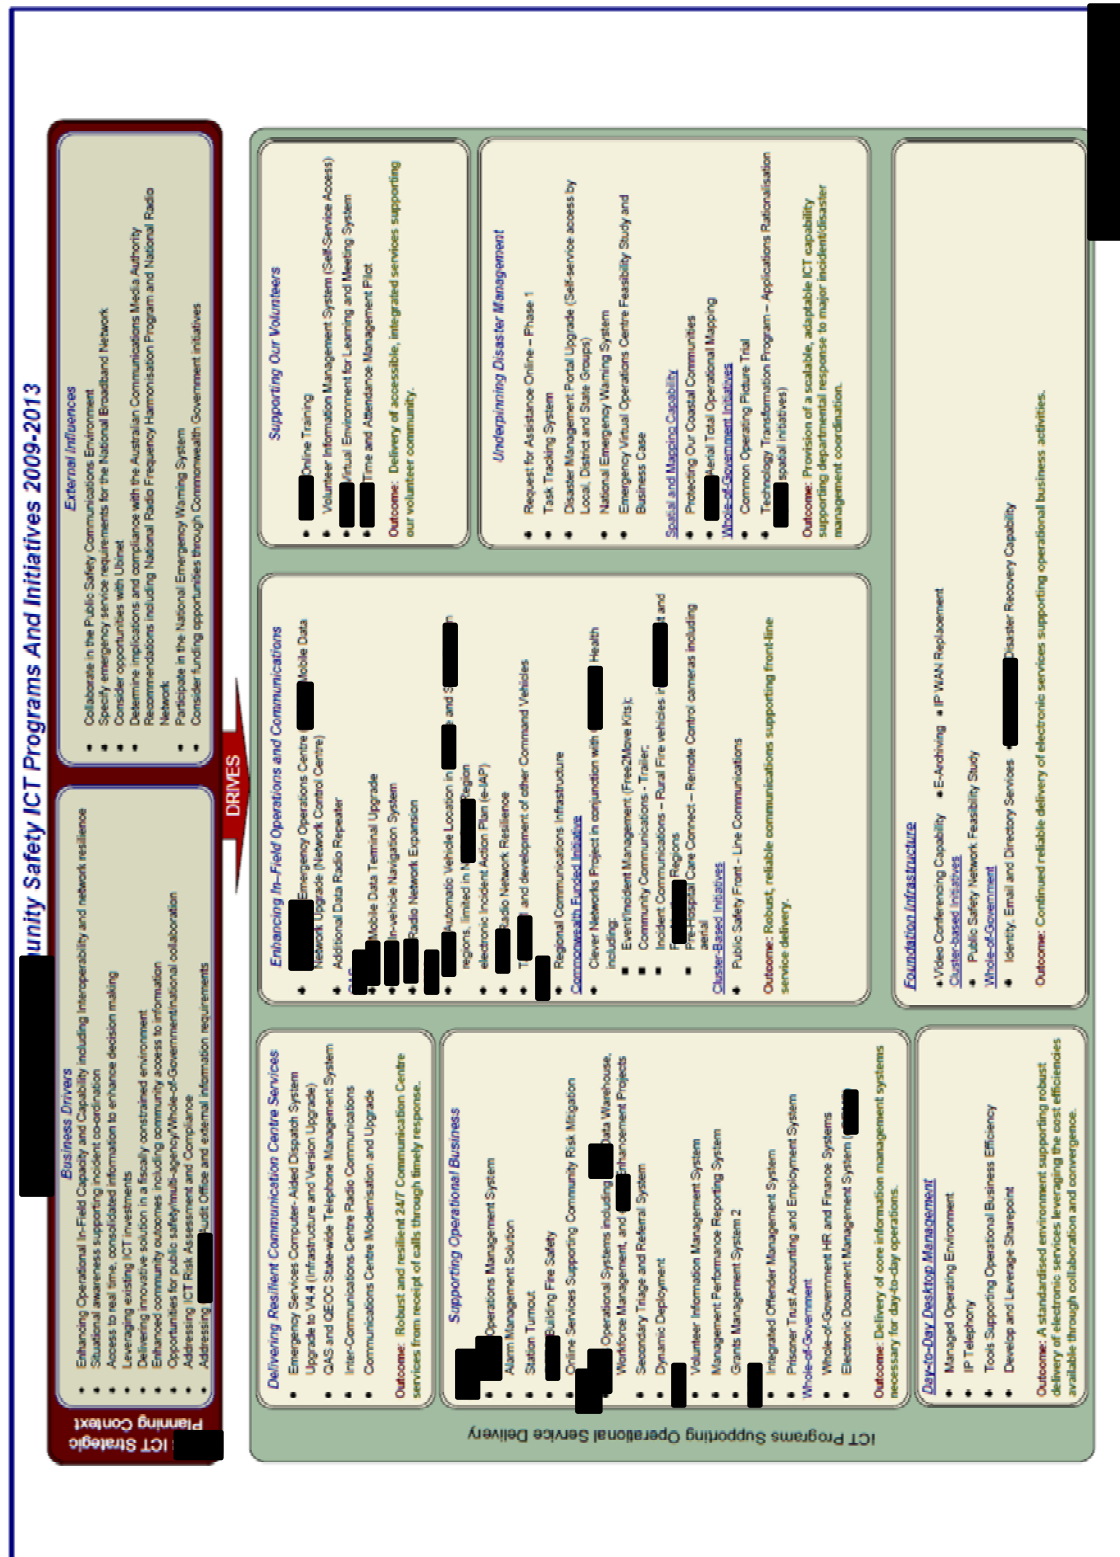 unity Safety ICT Programs And Initiatives 2009-2013
ICT Strategic
Planning Context
Business Drivers
• Enhancing Operational In-Field Capacity and Capability including interoperability and network resilience
• Situational awareness supporting incident co-ordination
• Access to real time, consolidated information to enhance decision making
• Leveraging existing ICT investments
• Delivering innovative solution in a fiscally constrained environment
• Enhanced community outcomes including community access to information
• Opportunities for public safety/multi-agency/Whole-of-Government/national collaboration
• Addressing ICT Risk Assessment and Compliance
• Addressing Audit Office and external information requirements
External Influences
• Collaborate in the Public Safety Communications Environment
• Specify emergency service requirements for the National Broadband Network
• Consider opportunities with Ubinet
• Determine implications and compliance with the Australian Communications Media Authority
Recommendations including National Radio Frequency Harmonisation Program and National Radio
Network
• Participate in the National Emergency Warning System
• Consider funding opportunities through Commonwealth Government initiatives
DRIVES
ICT Programs Supporting Operational Service Delivery
Delivering Resilient Communication Centre Services
• Emergency Services Computer- Aided Dispatch System
Upgrade to V4.4 (Infrastructure and Version Upgrade)
• QAS and QECC State-wide Telephone Management System
• Inter-Communications Centre Radio Communications
• Communications Centre Modernisation and Upgrade
Outcome: Robust and resilient 24/7 Communication Centre
services from receipt of calls through timely response.
Supporting Operational Business
Operations Management System
• Alarm Management Solution
• Station Turnout
• Building Fire Safety
• Online Services Supporting Community Risk Mitigation
Operational Systems including Data Warehouse,
Workforce Management, and Enhancement Projects
• Secondary Triage and Referral System
• Dynamic Deployment
• Volunteer Information Management System
• Management Performance Reporting System
• Grants Management System 2
• Integrated Offender Management System
• Prisoner Trust Accounting and Employment System
Whole-of-Government
• Whole-of-Government HR and Finance Systems
• Electronic Document Management System (
Outcome: Delivery of core information management systems
necessary for day-to-day operations.
Day-to-Day Desktop Management
• Managed Operating Environment
• IP Telephony
• Tools Supporting Operational Business Efficiency
• Develop and Leverage Sharepoint
Outcome: A standardised environment supporting robust
delivery of electronic services leveraging the cost efficiencies
available through collaboration and convergence.
Enhancing In-Field Operations and Communications
• Emergency Operations Centre ( Mobile Data
Network Upgrade (Network Control Centre)
• Additional Data Radio Repeater
• Mobile Data Terminal Upgrade
• In-vehicle Navigation System
• Radio Network Expansion
• Automatic Vehicle Location in and
regions, limited in Region
• electronic Incident Action Plan (e-IAP)
• Radio Network Resilience
• and development of other Command Vehicles
• Regional Communications Infrastructure
Commonwealth Funded Initiative
• Clever Networks Project in conjunction with Health
including:
■ Event/Incident Management (Free2Move Kits);
■ Community Communications - Trailer;
■ Incident Communications – Rural Fire vehicles in and
Regions
■ Pre-Hospital Care Connect – Remote Control cameras including
aerial
Cluster-Based Initiatives
• Public Safety Front – Line Communications
Outcome: Robust, reliable communications supporting front-line
service delivery.
Supporting Our Volunteers
• Online Training
• Volunteer Information Management System (Self-Service Access)
• Virtual Environment for Learning and Meeting System
• Time and Attendance Management Pilot
Outcome: Delivery of accessible, integrated services supporting
our volunteer community.
Underpinning Disaster Management
• Request for Assistance Online – Phase 1
• Task Tracking System
• Disaster Management Portal Upgrade (Self-service access by
Local, District and State Groups)
• National Emergency Warning System
• Emergency Virtual Operations Centre Feasibility Study and
Business Case
Spatial and Mapping Capability
• Protecting Our Coastal Communities
• Aerial Total Operational Mapping
Whole-of-Government Initiatives
• Common Operating Picture Trial
• Technology Transformation Program – Applications Rationalisation
spatial initiatives)
Outcome: Provision of a scalable, adaptable ICT capability
supporting departmental response to major incident/disaster
management coordination.
Foundation Infrastructure
• Video Conferencing Capability • E-Archiving • IP WAN Replacement
Cluster-based Initiatives
• Public Safety Network Feasibility Study
Whole-of-Government
• Identity, Email and Directory Services • Disaster Recovery Capability
Outcome: Continued reliable delivery of electronic services supporting operational business activities.